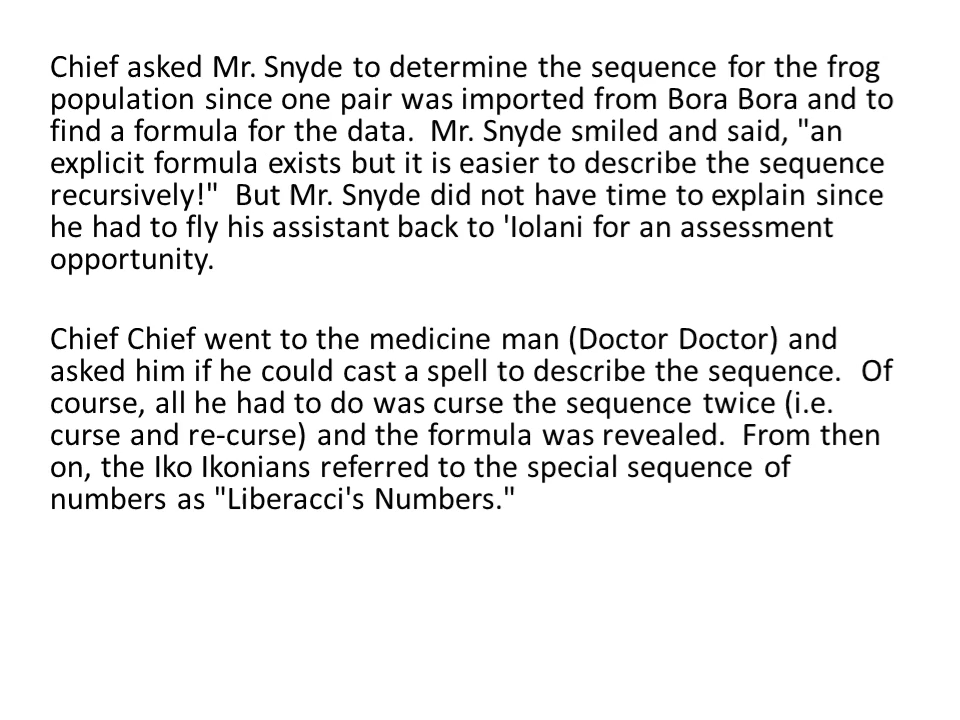 Chief asked Mr. Snyde to determine the sequence for the frog
population since one pair was imported from Bora Bora and to
find a formula for the data.  Mr. Snyde smiled and said, "an
explicit formula exists but it is easier to describe the sequence
recursively!"  But Mr. Snyde did not have time to explain since
he had to fly his assistant back to 'Iolani for an assessment
opportunity.
Chief Chief went to the medicine man (Doctor Doctor) and
asked him if he could cast a spell to describe the sequence.  Of
course, all he had to do was curse the sequence twice (i.e.
curse and re-curse) and the formula was revealed.  From then
on, the Iko Ikonians referred to the special sequence of
numbers as "Liberacci's Numbers."